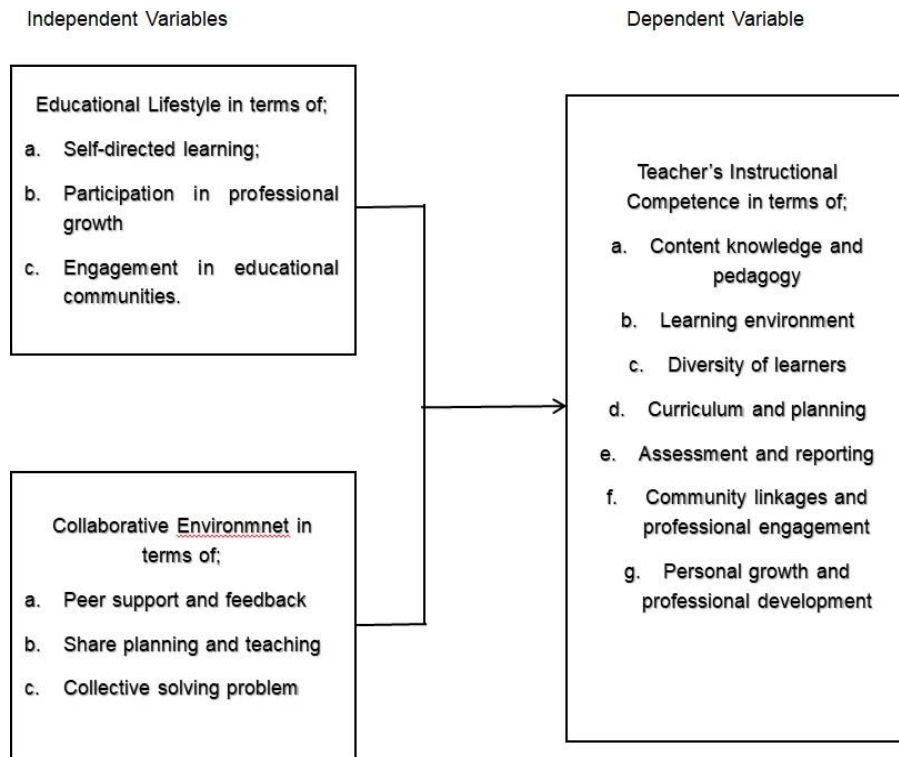 Independent Variables
Dependent Variable
Educational Lifestyle in terms of;
a. Self-directed learning;
b. Participation in professional
growth
c. Engagement in educational
communities.
Collaborative Environmnet in
terms of;
a. Peer support and feedback
b. Share planning and teaching
c. Collective solving problem
Teacher’s Instructional
Competence in terms of;
a. Content knowledge and
pedagogy
b. Learning environment
c. Diversity of learners
d. Curriculum and planning
e. Assessment and reporting
f. Community linkages and
professional engagement
g. Personal growth and
professional development